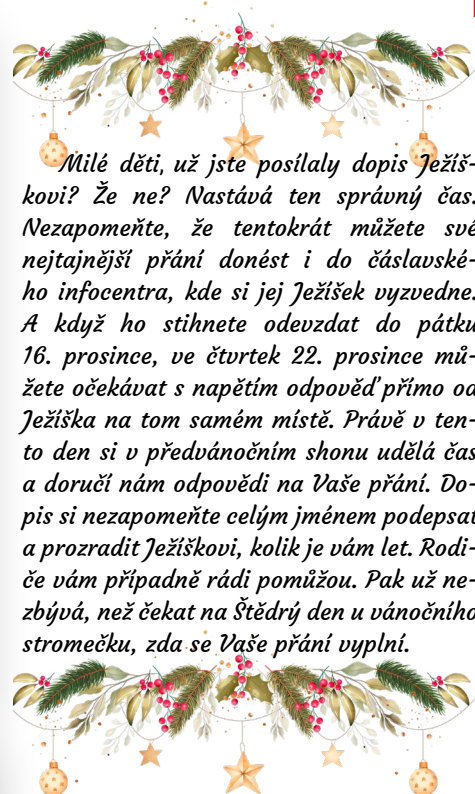 Milé děti, už jste posílaly dopis Ježíš-
kovi? Že ne? Nastává ten správný čas.
Nezapomeňte, že tentokrát můžete své
nejtajnější přání donést i do čáslavské-
ho infocentra, kde si jej Ježíšek vyzvedne.
A když ho stihnete odevzdat do pátku
16. prosince, ve čtvrtek 22. prosince mů-
žete očekávat s napětím odpověď přímo od
Ježíška na tom samém místě. Právě v ten-
to den si v předvánočním shonu udělá čas
a doručí nám odpovědi na Vaše přání. Do-
pis si nezapomeňte celým jménem podepsat
a prozradit Ježíškovi, kolik je vám let. Rodi-
če vám případně rádi pomůžou. Pak už ne-
zbývá, než čekat na Štědrý den u vánočního
stromečku, zda se Vaše přání vyplní.